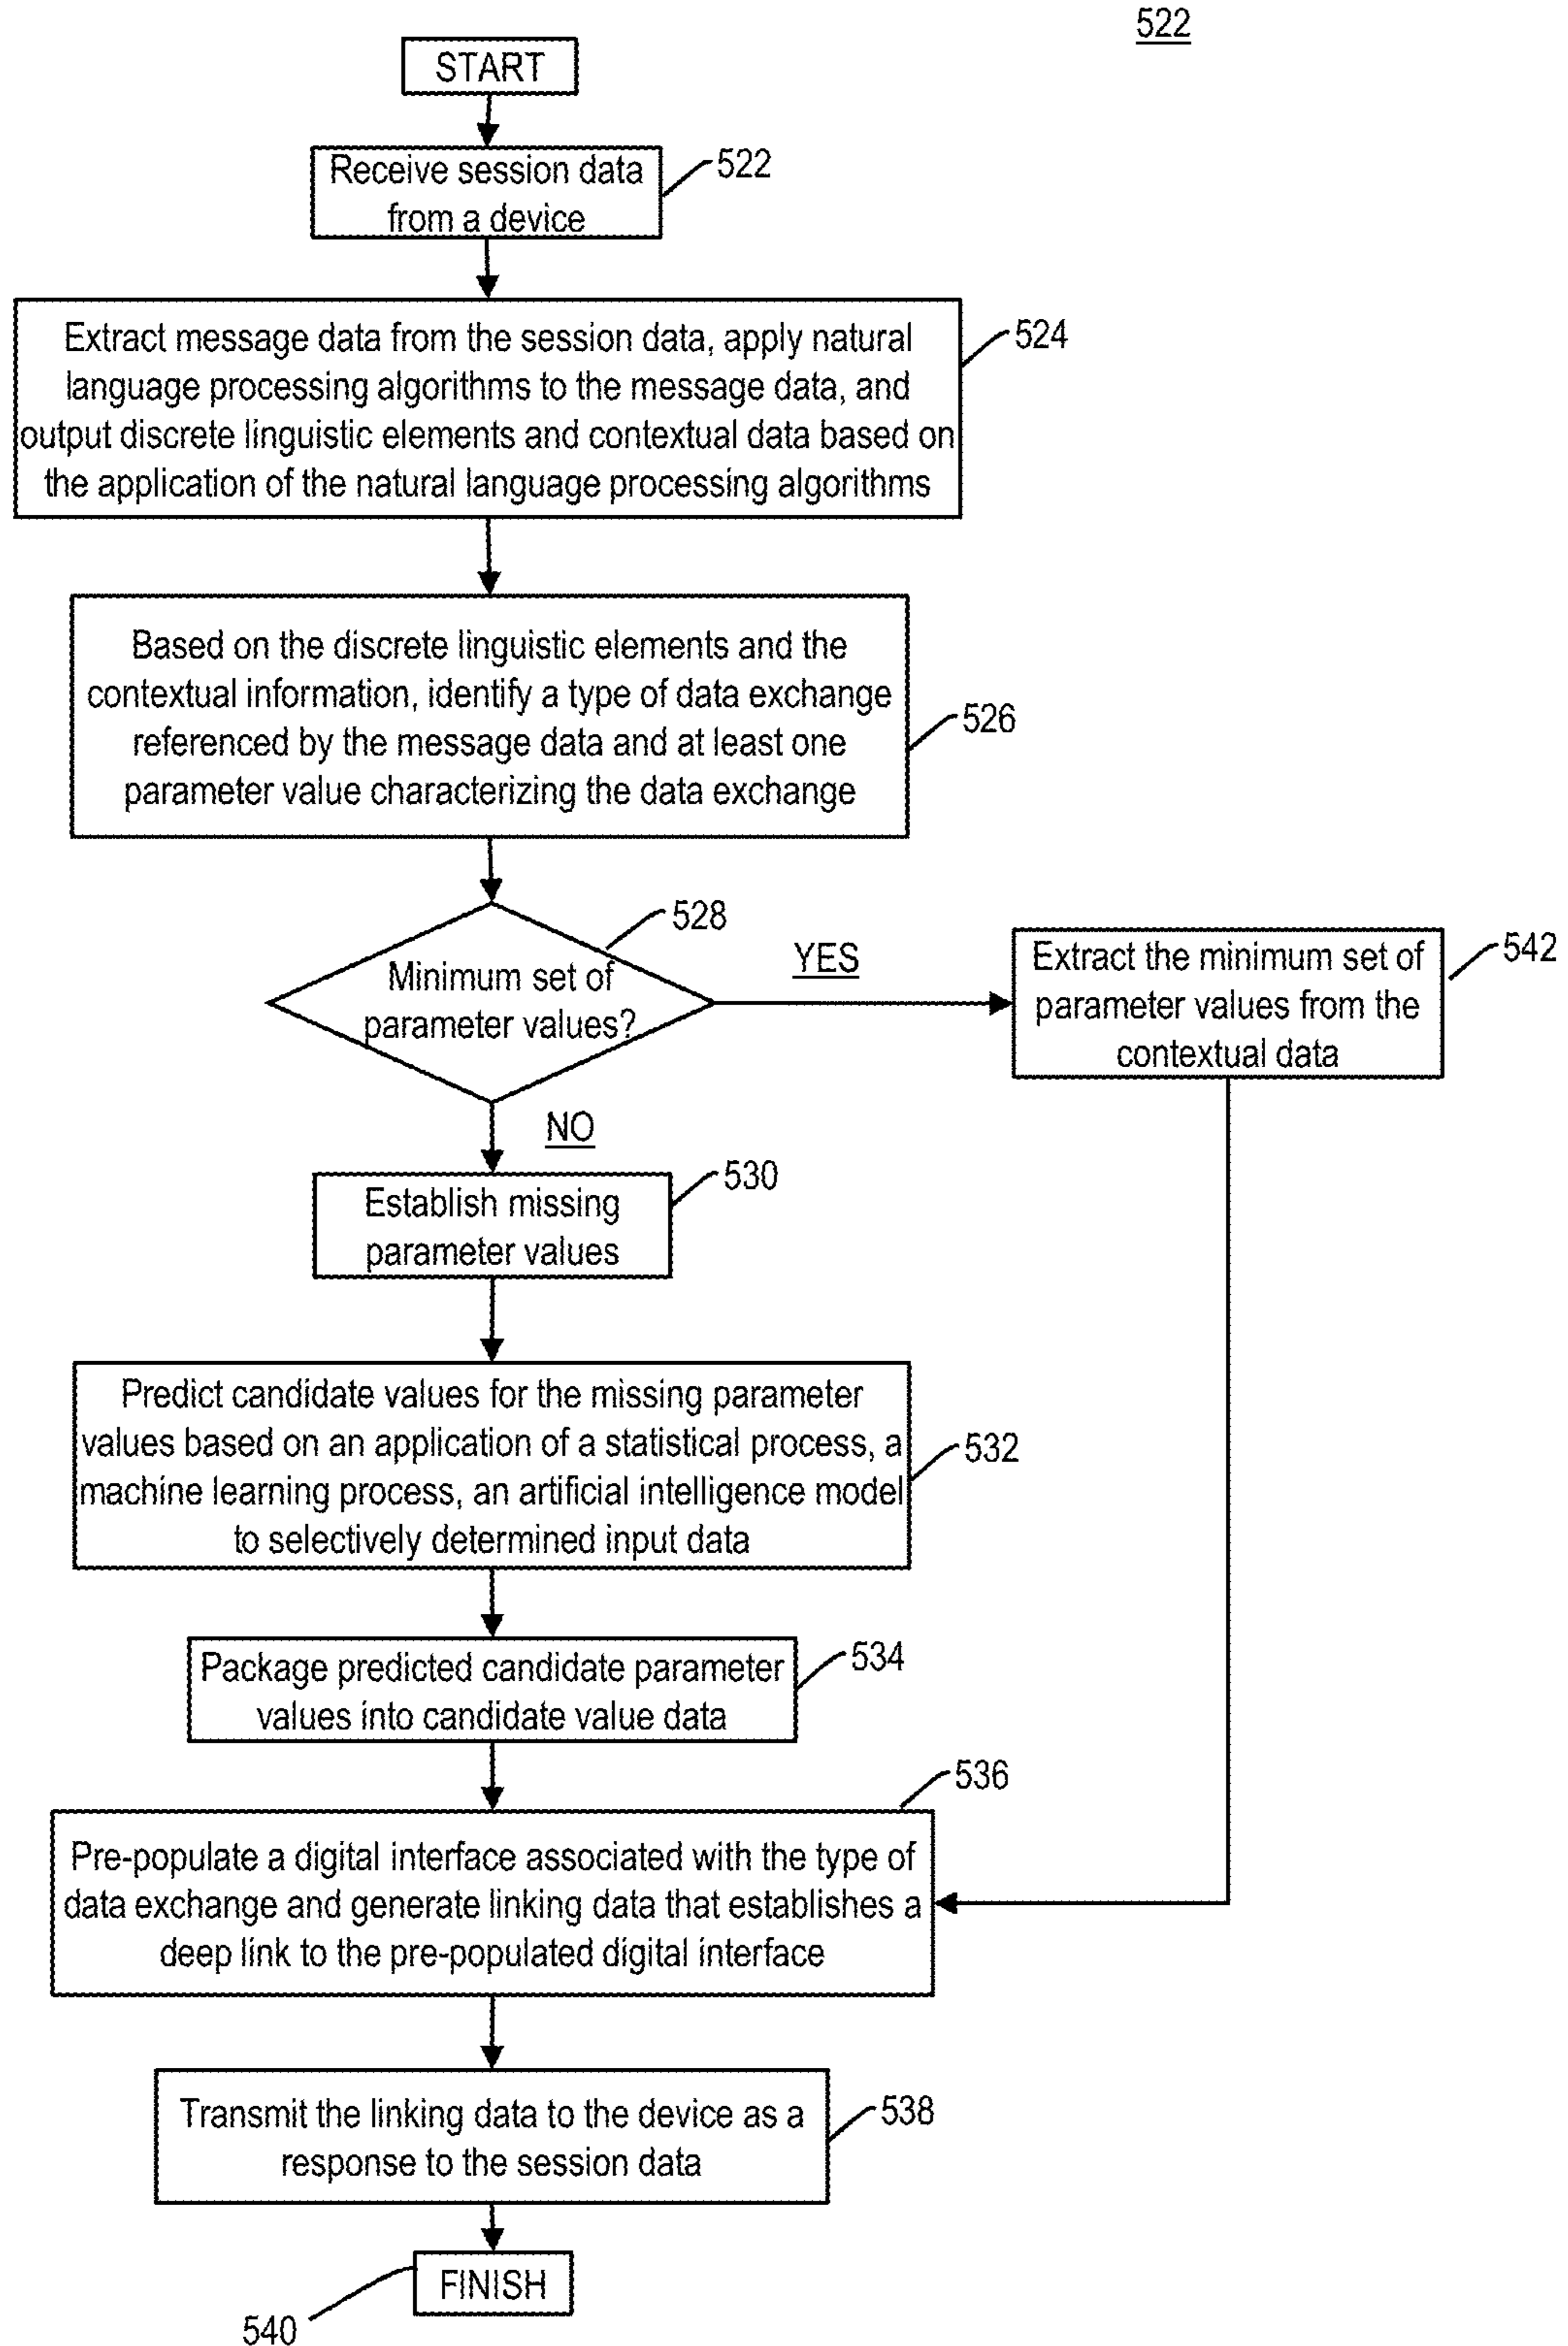 522
START
Receive session data
from a device
522
Extract message data from the session data, apply natural
language processing algorithms to the message data, and
output discrete linguistic elements and contextual data based on
the application of the natural language processing algorithms
524
Based on the discrete linguistic elements and the
contextual information, identify a type of data exchange
referenced by the message data and at least one
parameter value characterizing the data exchange
526
Minimum set of
parameter values?
528
YES
Extract the minimum set of
parameter values from the
contextual data
542
NO
Establish missing
parameter values
530
Predict candidate values for the missing parameter
values based on an application of a statistical process, a
machine learning process, an artificial intelligence model
to selectively determined input data
532
Package predicted candidate parameter
values into candidate value data
534
536
Pre-populate a digital interface associated with the type of
data exchange and generate linking data that establishes a
deep link to the pre-populated digital interface
Transmit the linking data to the device as a
response to the session data
538
FINISH
540